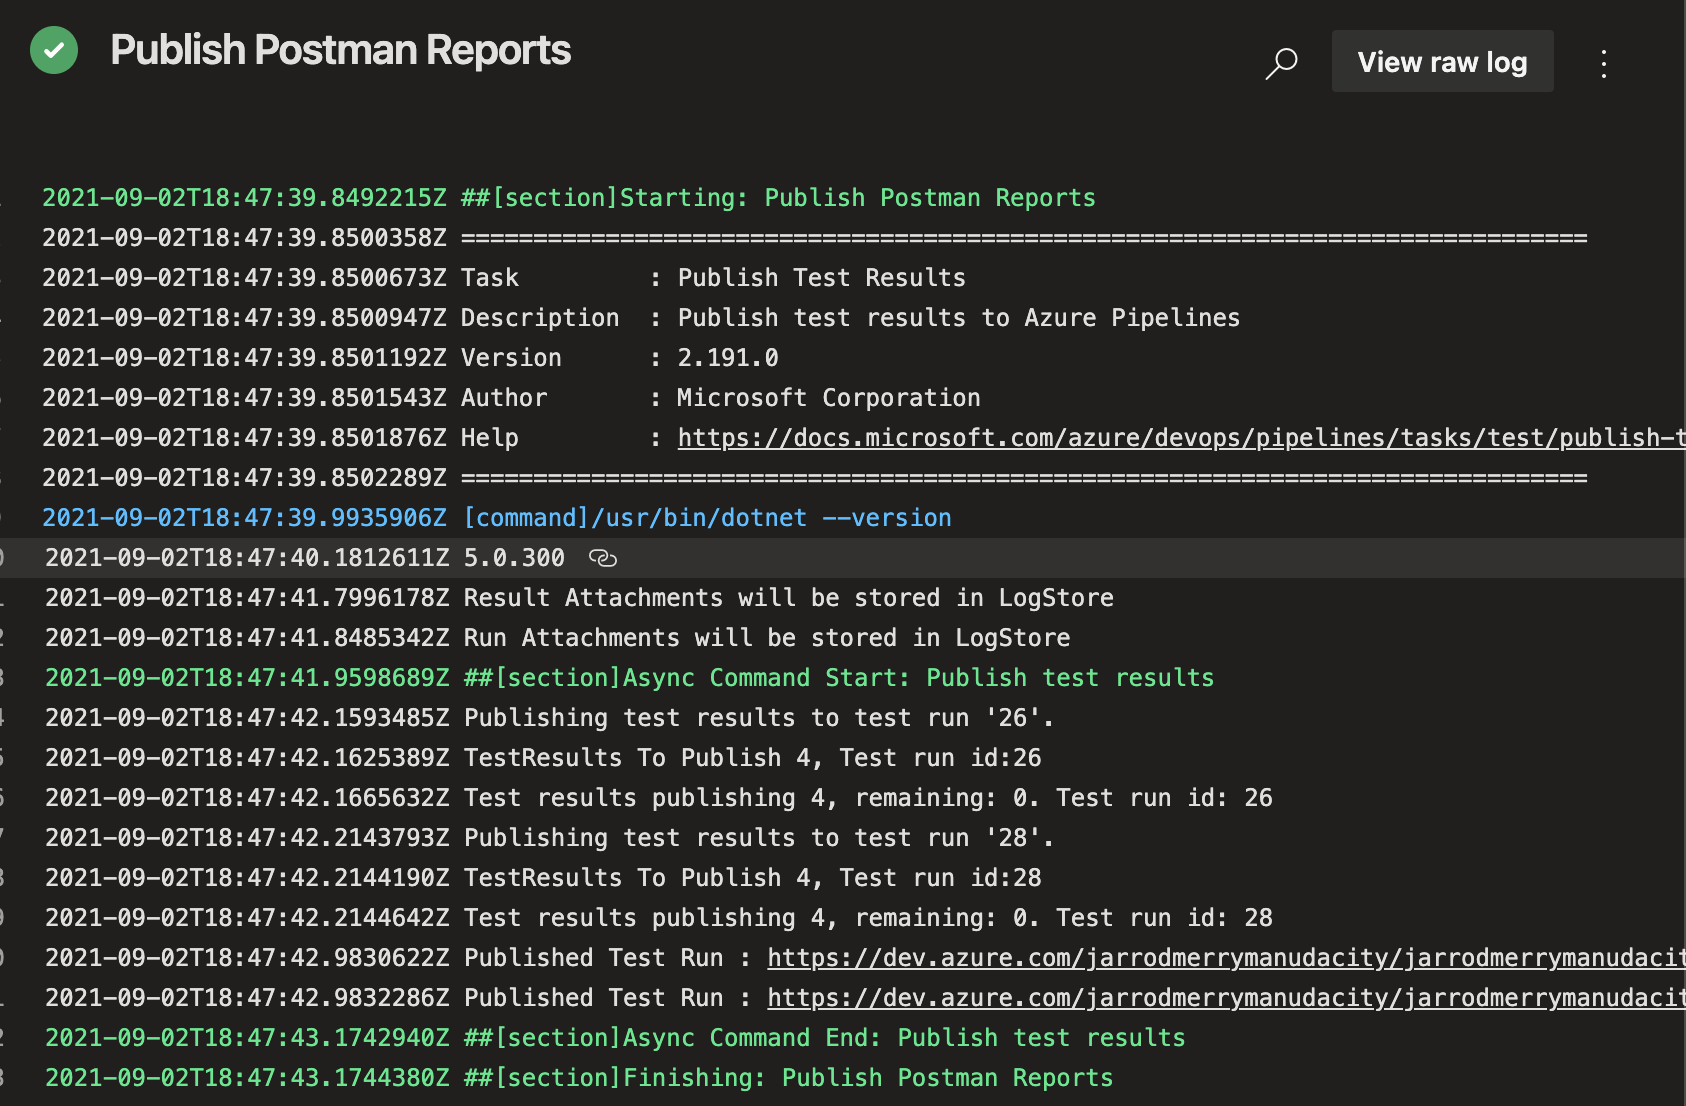 Publish Postman Reports
View raw log
2021-09-02T18:47:39.8492215Z ##[section]Starting: Publish Postman Reports
2021-09-02T18:47:39.8500358Z ==============================================================================
2021-09-02T18:47:39.8500673Z Task         : Publish Test Results
2021-09-02T18:47:39.8500947Z Description  : Publish test results to Azure Pipelines
2021-09-02T18:47:39.8501192Z Version      : 2.191.0
2021-09-02T18:47:39.8501543Z Author       : Microsoft Corporation
2021-09-02T18:47:39.8501876Z Help         : https://docs.microsoft.com/azure/devops/pipelines/tasks/test/publish-t
2021-09-02T18:47:39.8502289Z ==============================================================================
2021-09-02T18:47:39.9935906Z [command]/usr/bin/dotnet --version
2021-09-02T18:47:40.1812611Z 5.0.300
2021-09-02T18:47:41.7996178Z Result Attachments will be stored in LogStore
2021-09-02T18:47:41.8485342Z Run Attachments will be stored in LogStore
2021-09-02T18:47:41.9598689Z ##[section]Async Command Start: Publish test results
2021-09-02T18:47:42.1593485Z Publishing test results to test run '26'.
2021-09-02T18:47:42.1625389Z TestResults To Publish 4, Test run id:26
2021-09-02T18:47:42.1665632Z Test results publishing 4, remaining: 0. Test run id: 26
2021-09-02T18:47:42.2143793Z Publishing test results to test run '28'.
2021-09-02T18:47:42.2144190Z TestResults To Publish 4, Test run id:28
2021-09-02T18:47:42.2144642Z Test results publishing 4, remaining: 0. Test run id: 28
2021-09-02T18:47:42.9830622Z Published Test Run : https://dev.azure.com/jarrodmerrymanudacity/jarrodmerrymanudacit
2021-09-02T18:47:42.9832286Z Published Test Run : https://dev.azure.com/jarrodmerrymanudacity/jarrodmerrymanudacit
2021-09-02T18:47:43.1742940Z ##[section]Async Command End: Publish test results
2021-09-02T18:47:43.1744380Z ##[section]Finishing: Publish Postman Reports